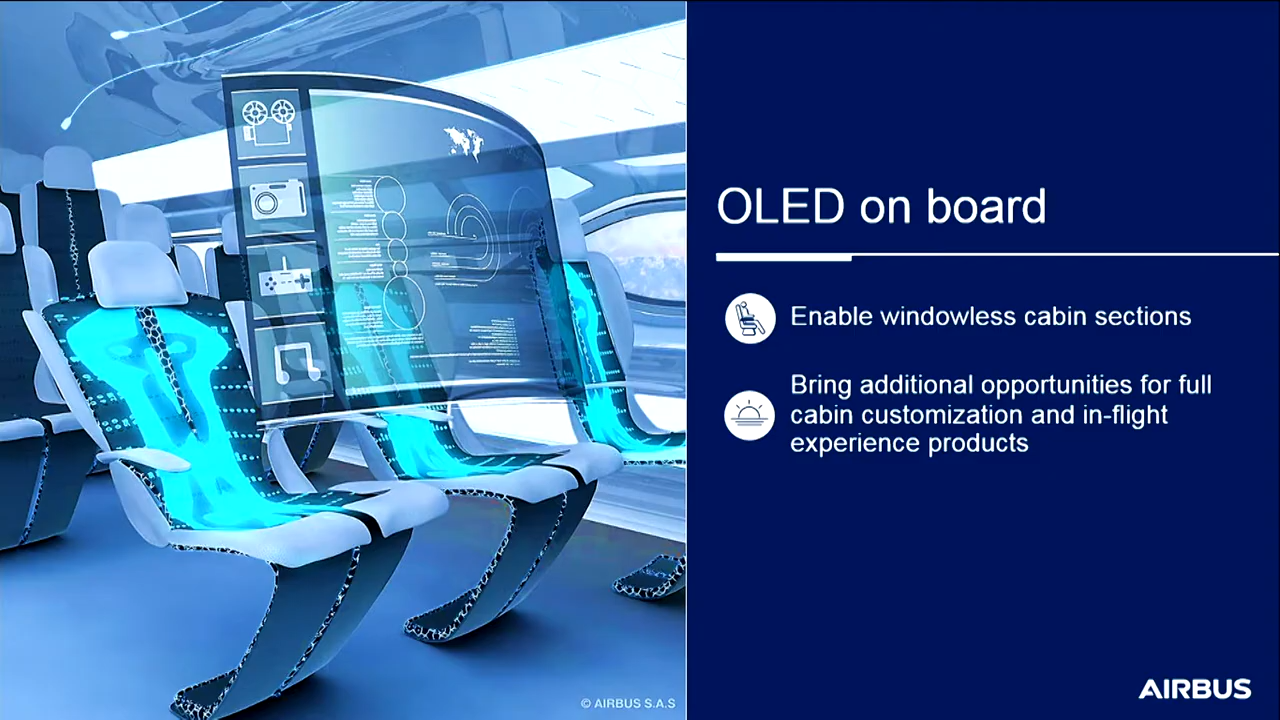 OLED on board
Enable windowless cabin sections
Bring additional opportunities for full
cabin customization and in-flight
experience products
© AIRBUS S.A.S
AIRBUS